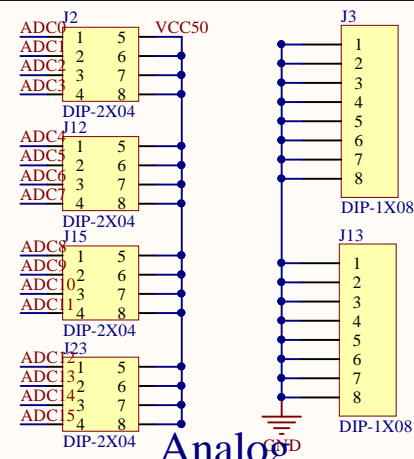 J2
ADC0 1 5 VCC50
ADC1 2 6
ADC2 3 7
ADC3 4 8
DIP-2X04
J12
ADC4 1 5
ADC5 2 6
ADC6 3 7
ADC7 4 8
DIP-2X04
J15
ADC8 1 5
ADC9 2 6
ADC10 3 7
ADC11 4 8
DIP-2X04
J23
ADC12 1 5
ADC13 2 6
ADC14 3 7
ADC15 4 8
DIP-2X04
J3
1
2
3
4
5
6
7
8
DIP-1X08
J13
1
2
3
4
5
6
7
8
DIP-1X08
GND
Analog